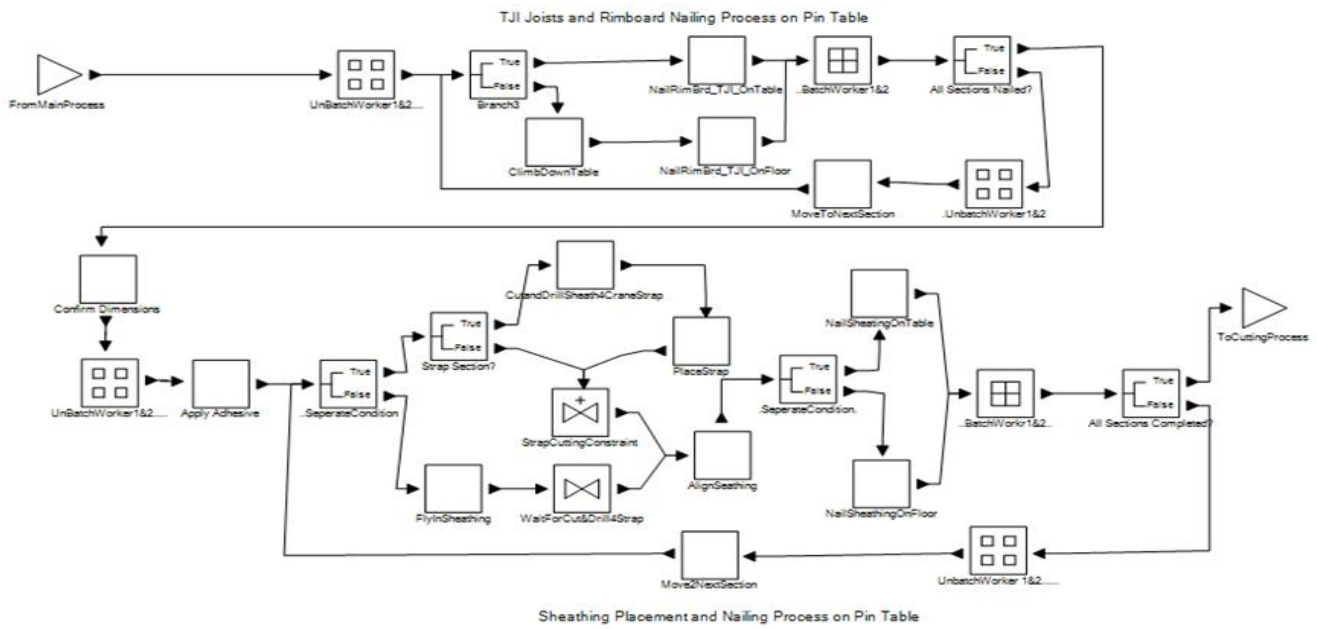 TJI Joists and Rimboard Nailing Process on Pin Table
FromMainProcess
UnBatchWorker1&2....
True
False
Branch3
NailRimBrd_TJI_OnTable
..BatchWorker1&2
True
False
All Sections Nailed?
ClimbDownTable
NailRimBrd_TJI_OnFloor
MoveToNextSection
.UnbatchWorker1&2
Confirm Dimensions
UnBatchWorker1&2.....
Apply Adhesive
True
False
..SeperateCondition
True
False
Strap Section?
CutandDrillSheath4CraneStrap
PlaceStrap
StrapCuttingConstraint
FlyInSheathing
WaitForCut&Drill4Strap
AlignSeathing
True
False
.SeperateCondition.
NailSheatingOnTable
NailSheathingOnFloor
..BatchWorkr1&2..
True
False
All Sections Completed?
ToCuttingProcess
Move2NextSection
UnbatchWorker 1&2.....
Sheathing Placement and Nailing Process on Pin Table